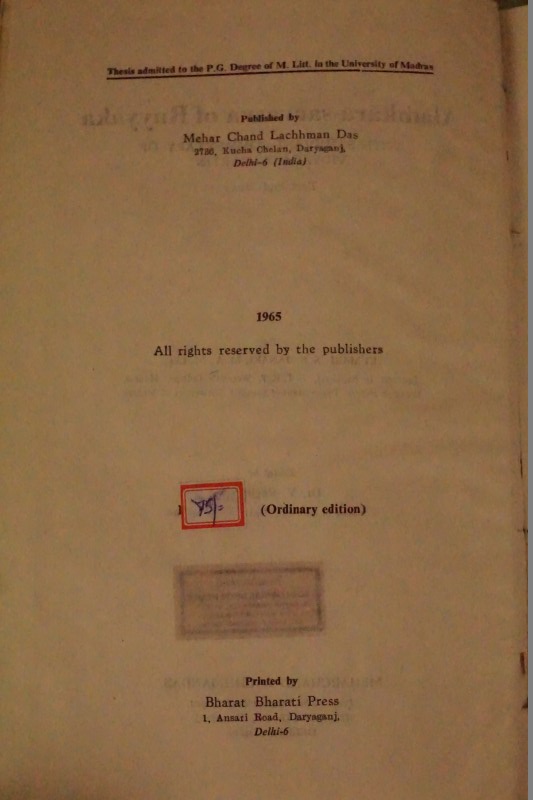 Thesis admitted to the P.G. Degree of M. Litt. in the University of Madras
Published by
Mehar Chand Lachhman Das
2736, Kucha Chelan, Daryaganj,
Delhi-6 (India)
1965
All rights reserved by the publishers
(Ordinary edition)
Printed by
Bharat Bharati Press
1, Ansari Road, Daryaganj,
Delhi-6